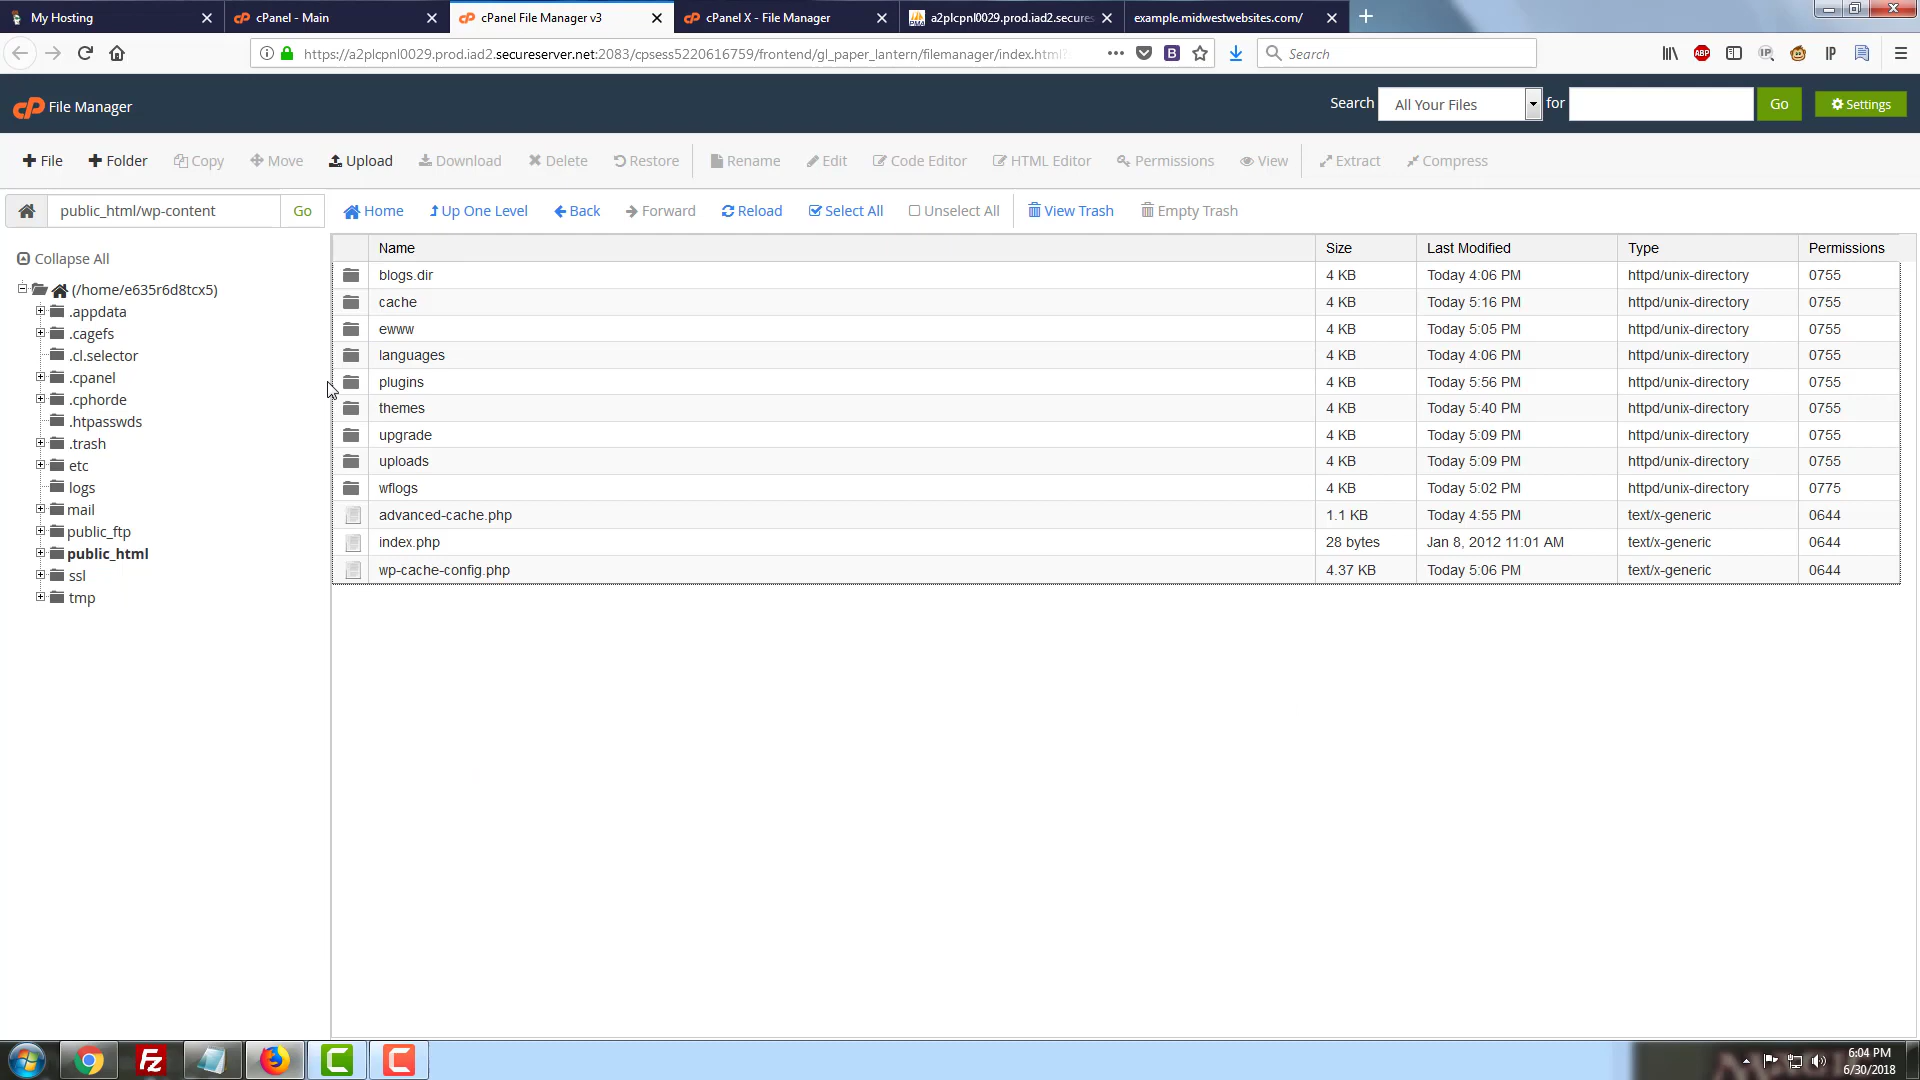 My Hosting
cPanel - Main
cPanel File Manager v3
cPanel X - File Manager
a2plcpnl0029.prod.iad2.secures
example.midwestwebsites.com/
https://a2plcpnl0029.prod.iad2.secureserver.net:2083/cpsess5220616759/frontend/gl_paper_lantern/filemanager/index.html?
Search
cP File Manager
Search All Your Files for Go Settings
File Folder Copy Move Upload Download Delete Restore Rename Edit Code Editor HTML Editor Permissions View Extract Compress
public_html/wp-content Go Home Up One Level Back Forward Reload Select All Unselect All View Trash Empty Trash
Collapse All
(/home/e635r6d8tcx5)
.appdata
.cagefs
.cl.selector
.cpanel
.cphorde
.htpasswds
.trash
etc
logs
mail
public_ftp
public_html
ssl
tmp
Name Size Last Modified Type Permissions
blogs.dir 4 KB Today 4:06 PM httpd/unix-directory 0755
cache 4 KB Today 5:16 PM httpd/unix-directory 0755
ewww 4 KB Today 5:05 PM httpd/unix-directory 0755
languages 4 KB Today 4:06 PM httpd/unix-directory 0755
plugins 4 KB Today 5:56 PM httpd/unix-directory 0755
themes 4 KB Today 5:40 PM httpd/unix-directory 0755
upgrade 4 KB Today 5:09 PM httpd/unix-directory 0755
uploads 4 KB Today 5:09 PM httpd/unix-directory 0755
wflogs 4 KB Today 5:02 PM httpd/unix-directory 0775
advanced-cache.php 1.1 KB Today 4:55 PM text/x-generic 0644
index.php 28 bytes Jan 8, 2012 11:01 AM text/x-generic 0644
wp-cache-config.php 4.37 KB Today 5:06 PM text/x-generic 0644
6:04 PM
6/30/2018